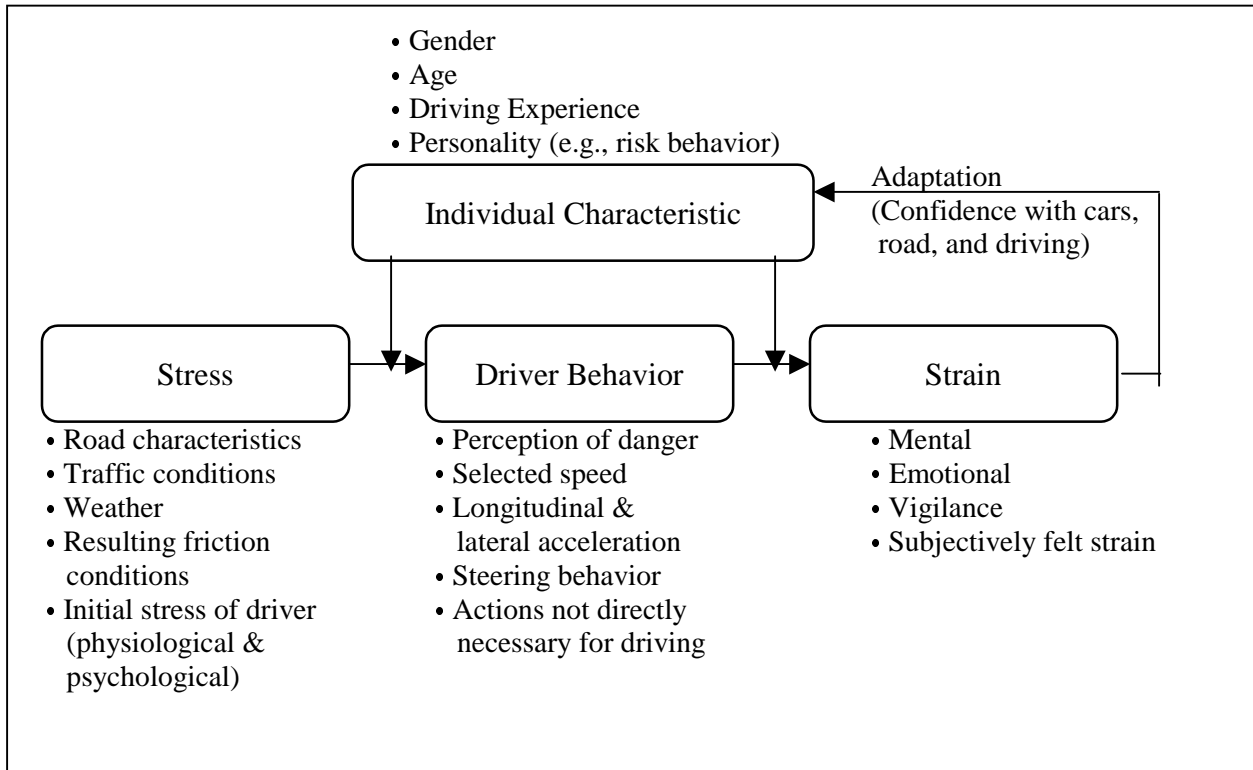 • Gender
• Age
• Driving Experience
• Personality (e.g., risk behavior)
Individual Characteristic
Adaptation
(Confidence with cars,
road, and driving)
Stress
• Road characteristics
• Traffic conditions
• Weather
• Resulting friction
conditions
• Initial stress of driver
(physiological &
psychological)
Driver Behavior
• Perception of danger
• Selected speed
• Longitudinal &
lateral acceleration
• Steering behavior
• Actions not directly
necessary for driving
Strain
• Mental
• Emotional
• Vigilance
• Subjectively felt strain